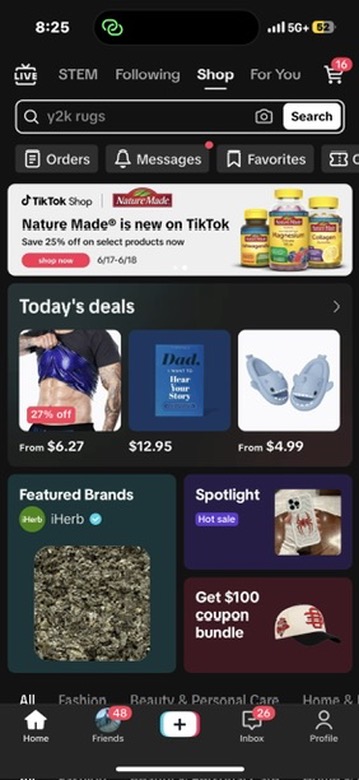 8:25
5G+ 52
LIVE STEM Following Shop For You 16
y2k rugs Search
Orders Messages Favorites
TikTok Shop | NatureMade
Nature Made® is new on TikTok
Save 25% off on select products now
shop now 6/17-6/18
Magnesium
Collagen
Today's deals
27% off
Dad,
I WANT TO
Hear
Your
Story
From $6.27 $12.95 From $4.99
Featured Brands
iHerb iHerb
Spotlight
Hot sale
Get $100
coupon
bundle
All Fashion Beauty & Personal Care Home &
48 26
Home Friends Inbox Profile